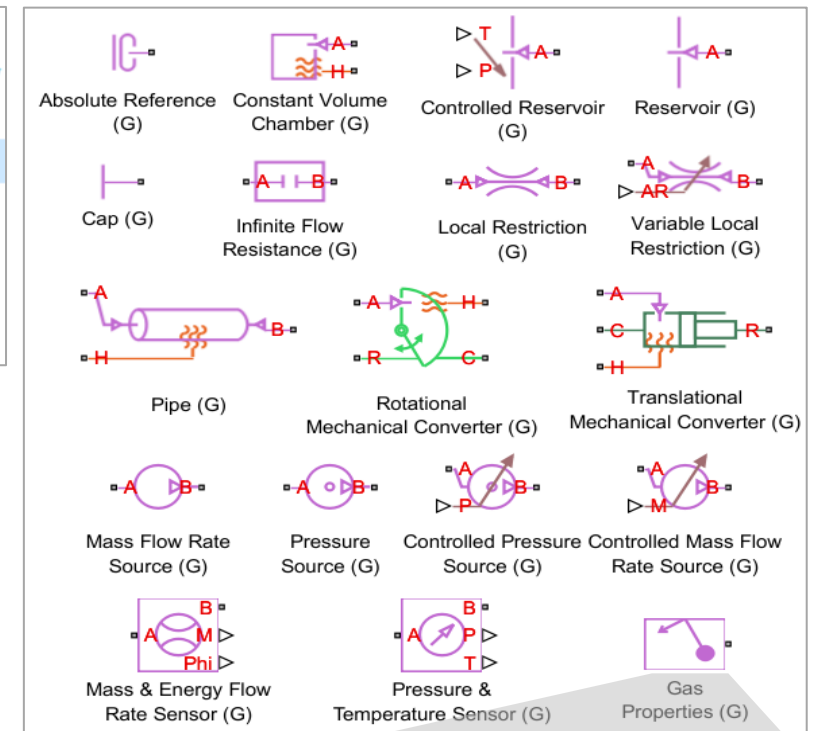 A
H
T
P
A
A
Absolute Reference
(G)
Constant Volume
Chamber (G)
Controlled Reservoir
(G)
Reservoir (G)
A
B
A
B
A
AR
B
Cap (G)
Infinite Flow
Resistance (G)
Local Restriction
(G)
Variable Local
Restriction (G)
A
B
H
A
H
R
C
A
C
R
H
Pipe (G)
Rotational
Mechanical Converter (G)
Translational
Mechanical Converter (G)
A
B
A
B
A
P
B
A
M
B
Mass Flow Rate
Source (G)
Pressure
Source (G)
Controlled Pressure
Source (G)
Controlled Mass Flow
Rate Source (G)
B
A
M
Phi
B
A
P
T
Mass & Energy Flow
Rate Sensor (G)
Pressure &
Temperature Sensor (G)
Gas
Properties (G)